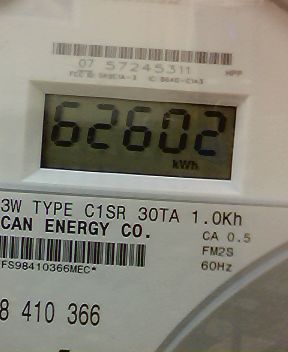 07 57245311 HPP
62602
kWh
3W TYPE C1SR 30TA 1.0Kh
CAN ENERGY CO.
CA 0.5
FM2S
60Hz
FS98410366MEC*
8 410 366